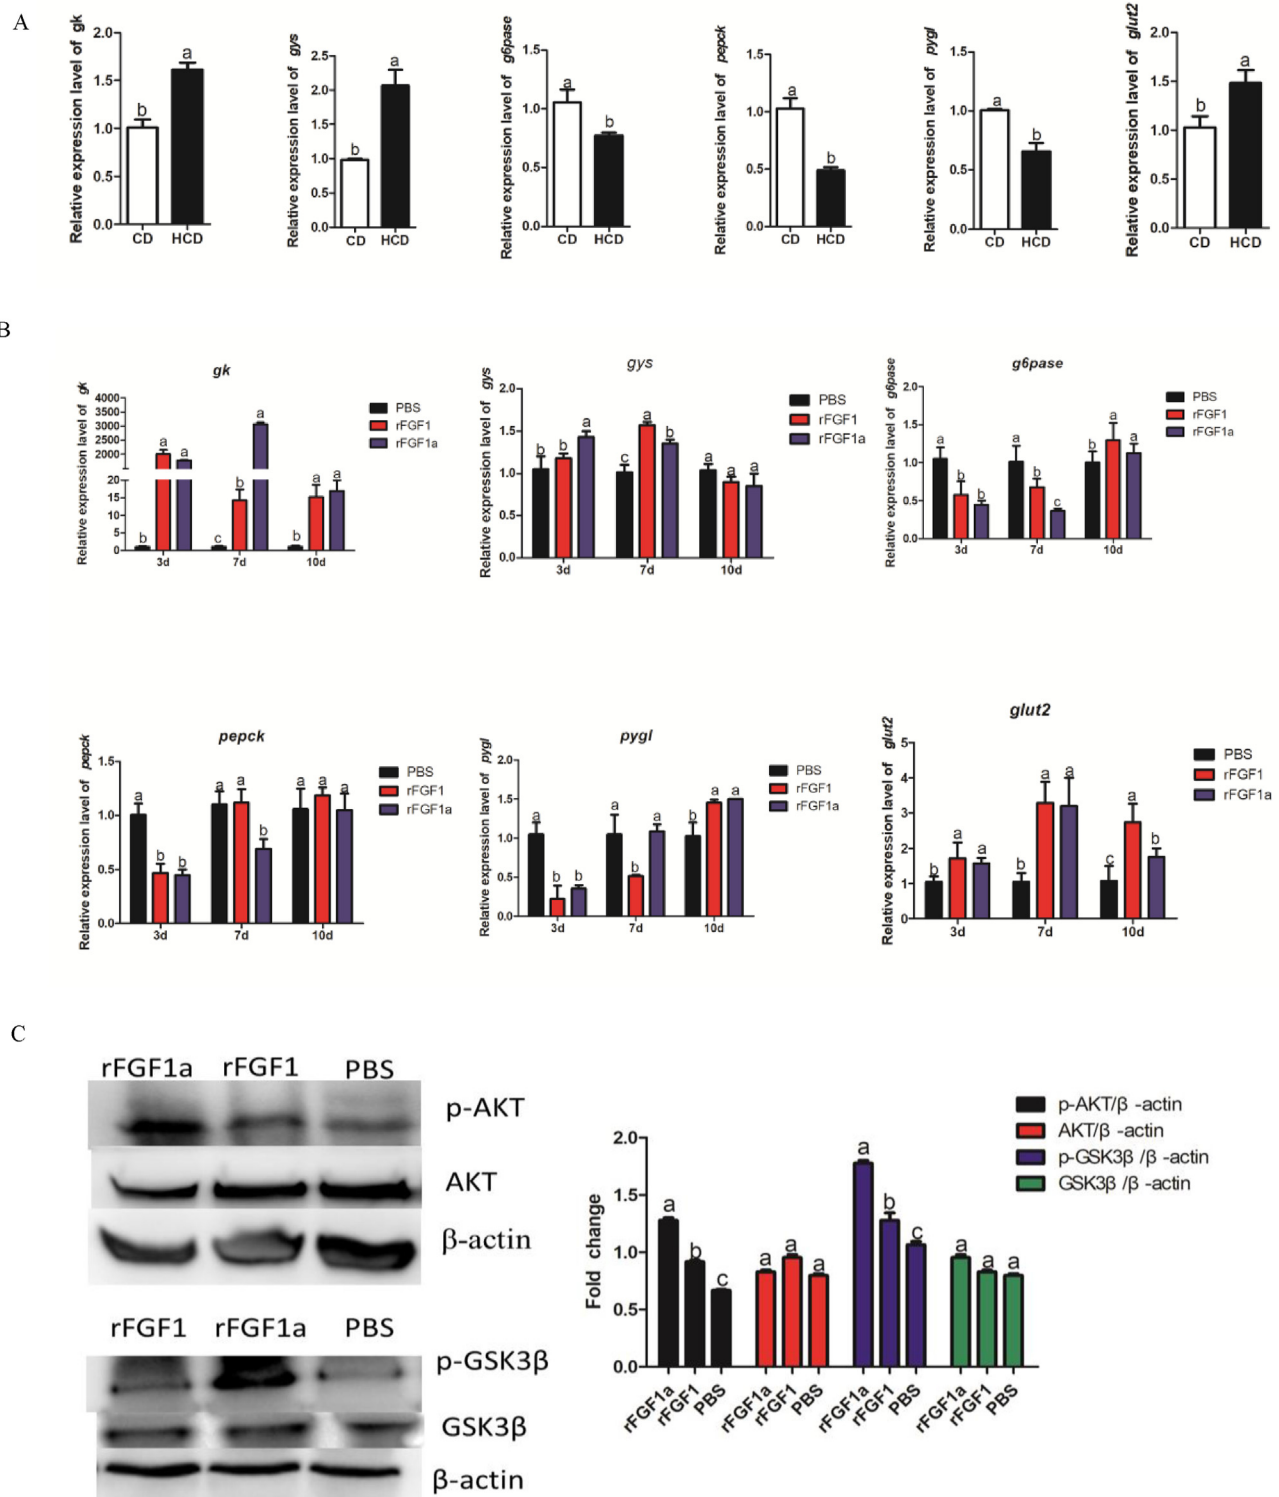 A
Relative expression level of gk
2.0
1.5
1.0
0.5
0.0
b
a
CD
HCD
Relative expression level of gys
2.5
2.0
1.5
1.0
0.5
0.0
b
a
CD
HCD
Relative expression level of g6pase
1.5
1.0
0.5
0.0
a
b
CD
HCD
Relative expression level of pepck
1.5
1.0
0.5
0.0
a
b
CD
HCD
Relative expression lavel of pygl
1.5
1.0
0.5
0.0
a
b
CD
HCD
Relative expression level of glut2
2.0
1.5
1.0
0.5
0.0
b
a
CD
HCD
B
gk
Relative expression level of gk
4000
3500
3000
2500
2000
20
15
10
5
0
b a a
c b a
b a a
3d 7d 10d
PBS
rFGF1
rFGF1a
gys
Relative expression level of gys
2.0
1.5
1.0
0.5
0.0
b b a
c a b
a a a
3d 7d 10d
PBS
rFGF1
rFGF1a
g6pase
Relative expression level of g6pase
2.0
1.5
1.0
0.5
0.0
a b b
a b c
a a a
3d 7d 10d
PBS
rFGF1
rFGF1a
pepck
Relative expression level of pepck
1.5
1.0
0.5
0.0
a b b
a a b
a a a
3d 7d 10d
PBS
rFGF1
rFGF1a
pygl
Relative expression level of pygl
2.0
1.5
1.0
0.5
0.0
a b b
a b a
b a a
3d 7d 10d
PBS
rFGF1
rFGF1a
glut2
Relative expression level of glut2
5
4
3
2
1
0
b a a
b a a
c a b
3d 7d 10d
PBS
rFGF1
rFGF1a
C
rFGF1a rFGF1 PBS
p-AKT
AKT
β-actin
rFGF1 rFGF1a PBS
p-GSK3β
GSK3β
β-actin
Fold change
2.0
1.5
1.0
0.5
0.0
a b c
a a a
a b c
a a a
rFGF1a rFGF1 PBS
rFGF1a rFGF1 PBS
rFGF1a rFGF1 PBS
rFGF1a rFGF1 PBS
p-AKT/β -actin
AKT/β -actin
p-GSK3β /β -actin
GSK3β /β -actin